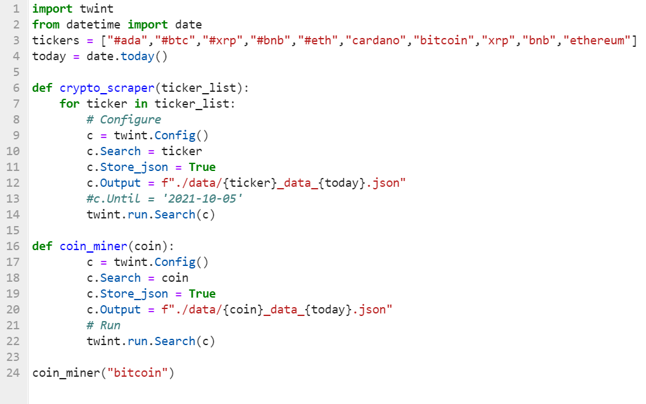 1 import twint
2 from datetime import date
3 tickers = ["#ada","#btc","#xrp","#bnb","#eth","cardano","bitcoin","xrp","bnb","ethereum"]
4 today = date.today()
5
6 def crypto_scraper(ticker_list):
7     for ticker in ticker_list:
8         # Configure
9         c = twint.Config()
10         c.Search = ticker
11         c.Store_json = True
12         c.Output = f"./data/{ticker}_data_{today}.json"
13         #c.Until = '2021-10-05'
14         twint.run.Search(c)
15
16 def coin_miner(coin):
17         c = twint.Config()
18         c.Search = coin
19         c.Store_json = True
20         c.Output = f"./data/{coin}_data_{today}.json"
21         # Run
22         twint.run.Search(c)
23
24 coin_miner("bitcoin")